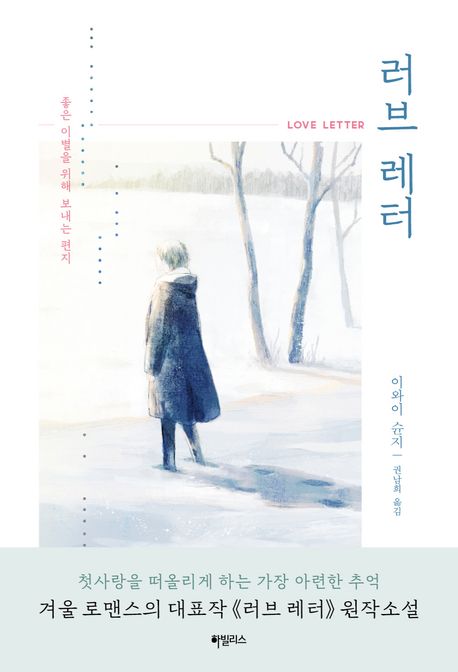 러브 레터
LOVE LETTER
좋은 이별을 위해 보내는 편지
이와이 슌지
권남희 옮김
첫사랑을 떠올리게 하는 가장 아련한 추억
겨울 로맨스의 대표작 《러브 레터》 원작소설
하빌리스